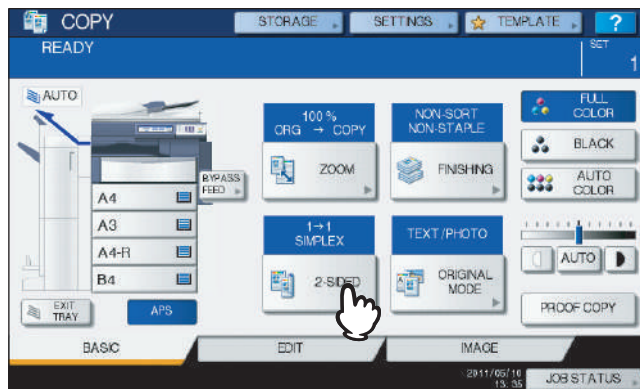 COPY
STORAGE
SETTINGS
TEMPLATE
?
READY
SET
1
AUTO
100 %
ORG → COPY
ZOOM
NON-SORT
NON-STAPLE
FINISHING
FULL
COLOR
BLACK
AUTO
COLOR
BYPASS
FEED
A4
A3
A4-R
B4
1→1
SIMPLEX
2-SIDED
TEXT/PHOTO
ORIGINAL
MODE
AUTO
EXIT
TRAY
APS
PROOF COPY
BASIC
EDIT
IMAGE
2011/05/10
13:35
JOB STATUS